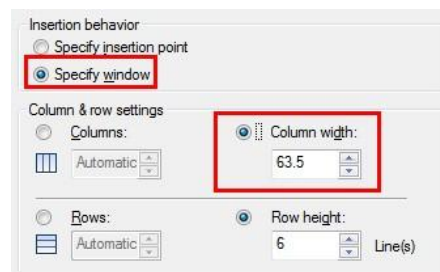 Insertion behavior
Specify insertion point
Specify window
Column & row settings
Columns:
Column width:
Automatic
63.5
Rows:
Row height:
Automatic
6
Line(s)